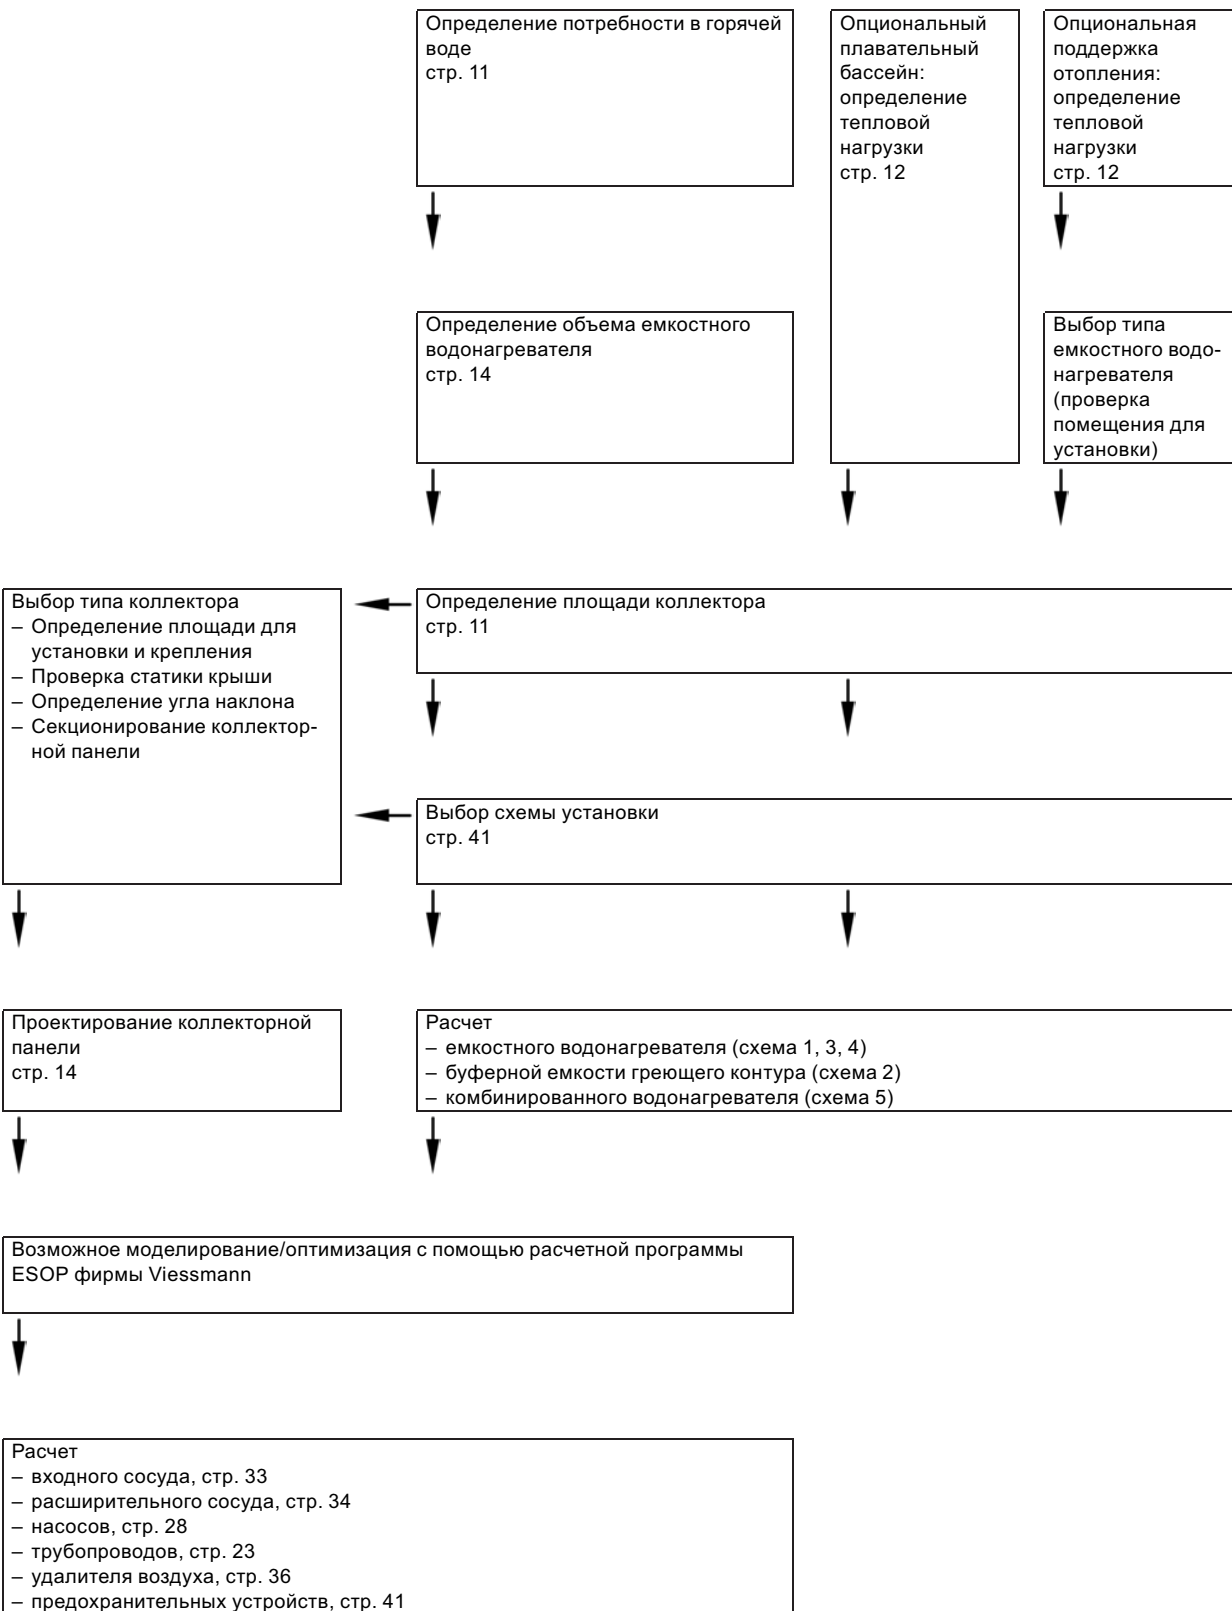 Определение потребности в горячей
воде
стр. 11
Опциональный
плавательный
бассейн:
определение
тепловой
нагрузки
стр. 12
Опциональная
поддержка
отопления:
определение
тепловой
нагрузки
стр. 12
Определение объема емкостного
водонагревателя
стр. 14
Выбор типа
емкостного водо-
нагревателя
(проверка
помещения для
установки)
Выбор типа коллектора
– Определение площади для
установки и крепления
– Проверка статики крыши
– Определение угла наклона
– Секционирование коллектор-
ной панели
Определение площади коллектора
стр. 11
Выбор схемы установки
стр. 41
Проектирование коллекторной
панели
стр. 14
Расчет
– емкостного водонагревателя (схема 1, 3, 4)
– буферной емкости греющего контура (схема 2)
– комбинированного водонагревателя (схема 5)
Возможное моделирование/оптимизация с помощью расчетной программы
ESOP фирмы Viessmann
Расчет
– входного сосуда, стр. 33
– расширительного сосуда, стр. 34
– насосов, стр. 28
– трубопроводов, стр. 23
– удалителя воздуха, стр. 36
– предохранительных устройств, стр. 41